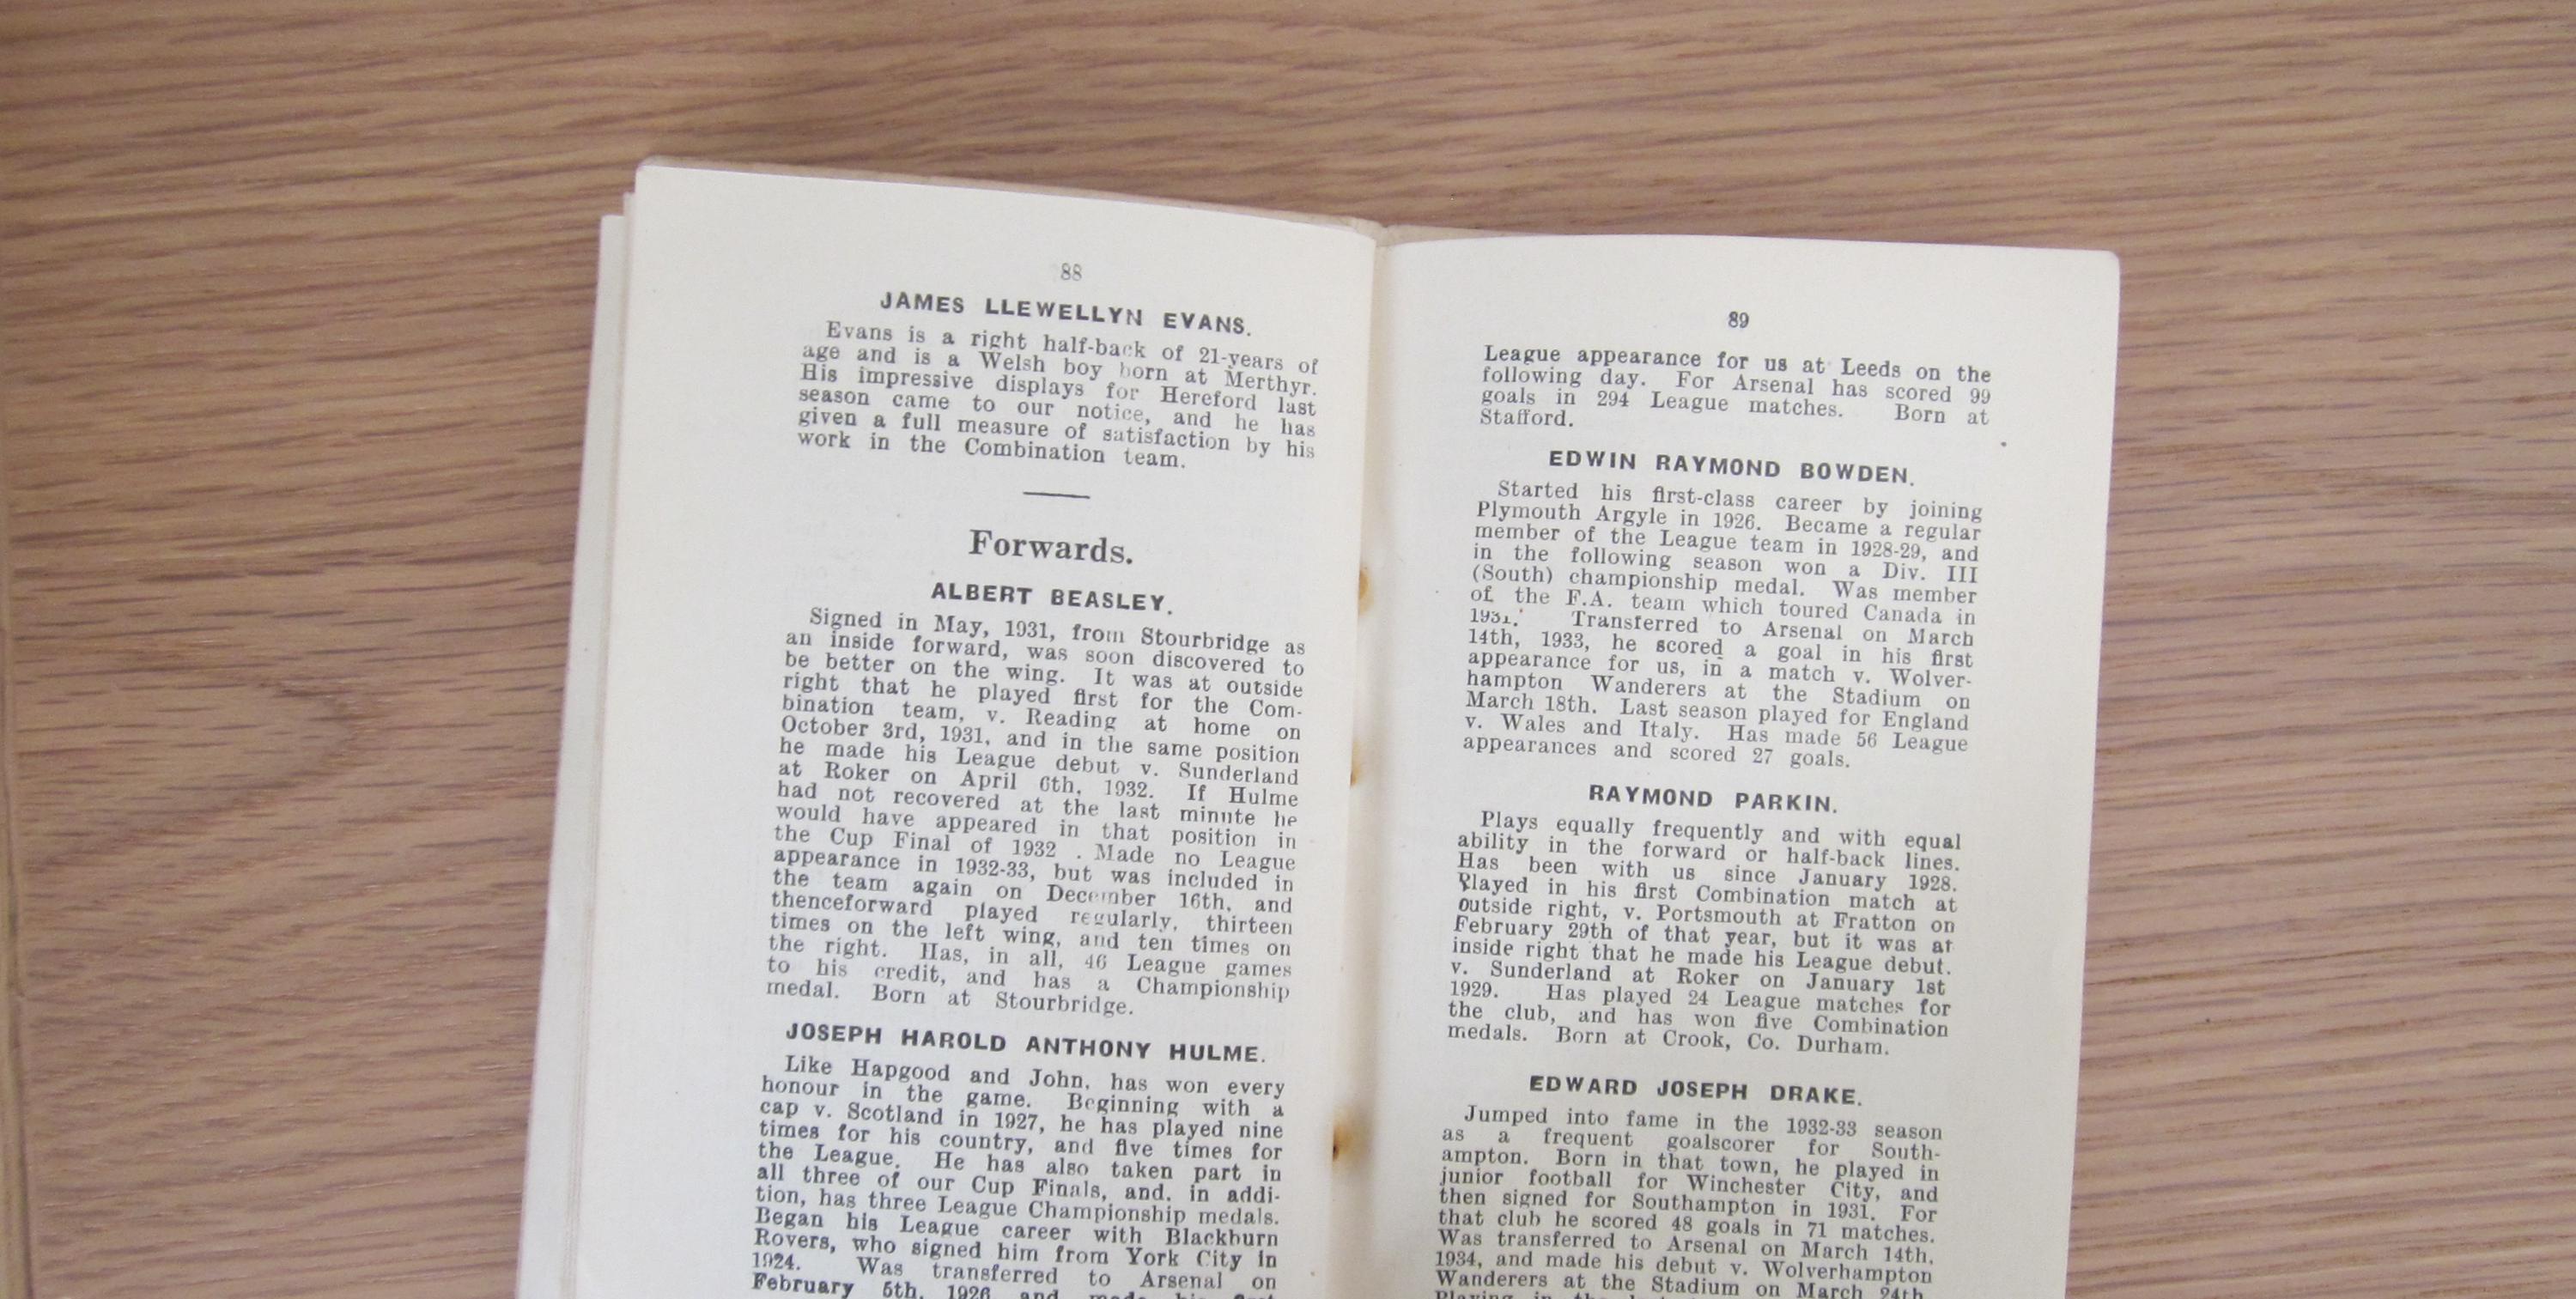 88
JAMES LLEWELLYN EVANS.
Evans is a right half-back of 21-years of
age and is a Welsh boy born at Merthyr.
His impressive displays for Hereford last
season came to our notice, and he has
given a full measure of satisfaction by his
work in the Combination team.
Forwards.
ALBERT BEASLEY.
Signed in May, 1931, from Stourbridge as
an inside forward, was soon discovered to
be better on the wing. It was at outside
right that he played first for the Com-
bination team, v. Reading at home on
October 3rd, 1931, and in the same position
he made his League debut v. Sunderland
at Roker on April 6th, 1932. If Hulme
had not recovered at the last minute he
would have appeared in that position in
the Cup Final of 1932 . Made no League
appearance in 1932-33, but was included in
the team again on December 16th, and
thenceforward played regularly, thirteen
times on the left wing, and ten times on
the right. Has, in all, 46 League games
to his credit, and has a Championship
medal. Born at Stourbridge.
JOSEPH HAROLD ANTHONY HULME.
Like Hapgood and John, has won every
honour in the game. Beginning with a
cap v. Scotland in 1927, he has played nine
times for his country, and five times for
the League. He has also taken part in
all three of our Cup Finals, and, in addi-
tion, has three League Championship medals.
Began his League career with Blackburn
Rovers, who signed him from York City in
1924. Was transferred to Arsenal on
February 5th, 1926, and made his first
89
League appearance for us at Leeds on the
following day. For Arsenal has scored 99
goals in 294 League matches. Born at
Stafford.
EDWIN RAYMOND BOWDEN.
Started his first-class career by joining
Plymouth Argyle in 1926. Became a regular
member of the League team in 1928-29, and
in the following season won a Div. III
(South) championship medal. Was member
of the F.A. team which toured Canada in
1931. Transferred to Arsenal on March
14th, 1933, he scored a goal in his first
appearance for us, in a match v. Wolver-
hampton Wanderers at the Stadium on
March 18th. Last season played for England
v. Wales and Italy. Has made 56 League
appearances and scored 27 goals.
RAYMOND PARKIN.
Plays equally frequently and with equal
ability in the forward or half-back lines.
Has been with us since January 1928.
Played in his first Combination match at
outside right, v. Portsmouth at Fratton on
February 29th of that year, but it was at
inside right that he made his League debut.
v. Sunderland at Roker on January 1st
1929. Has played 24 League matches for
the club, and has won five Combination
medals. Born at Crook, Co. Durham.
EDWARD JOSEPH DRAKE.
Jumped into fame in the 1932-33 season
as a frequent goalscorer for South-
ampton. Born in that town, he played in
junior football for Winchester City, and
then signed for Southampton in 1931. For
that club he scored 48 goals in 71 matches.
Was transferred to Arsenal on March 14th,
1934, and made his debut v. Wolverhampton
Wanderers at the Stadium on March 24th.
Playing in the